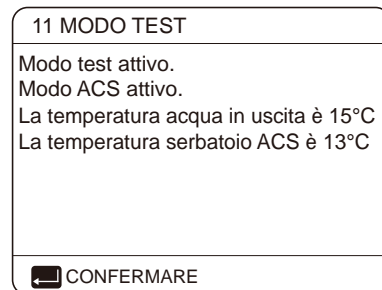 11 MODO TEST
Modo test attivo.
Modo ACS attivo.
La temperatura acqua in uscita è 15°C
La temperatura serbatoio ACS è 13°C
CONFERMARE